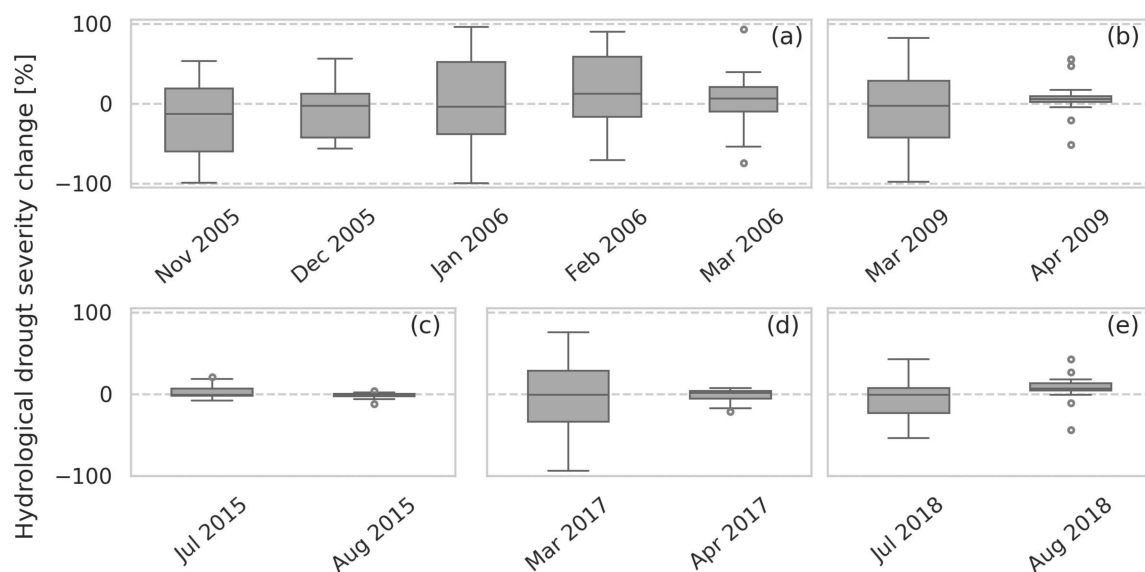 Hydrological drougt severity change [%]
100
0
−100
(a)
(b)
Nov 2005
Dec 2005
Jan 2006
Feb 2006
Mar 2006
Mar 2009
Apr 2009
100
0
−100
(c)
(d)
(e)
Jul 2015
Aug 2015
Mar 2017
Apr 2017
Jul 2018
Aug 2018